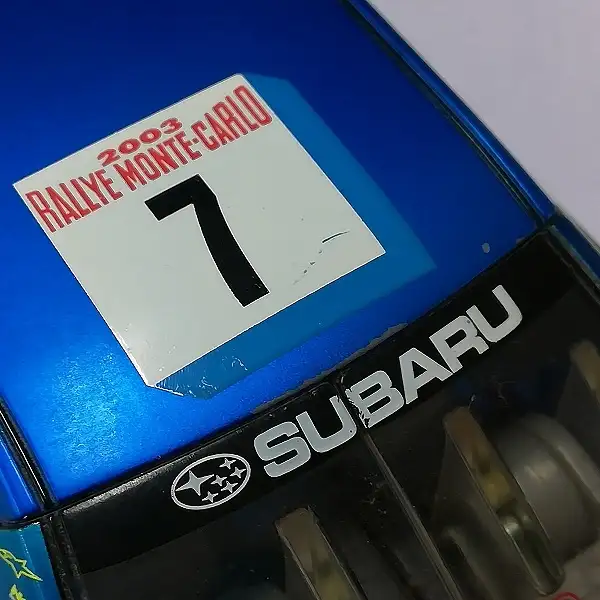 2003
RALLYE MONTE-CARLO
7
SUBARU